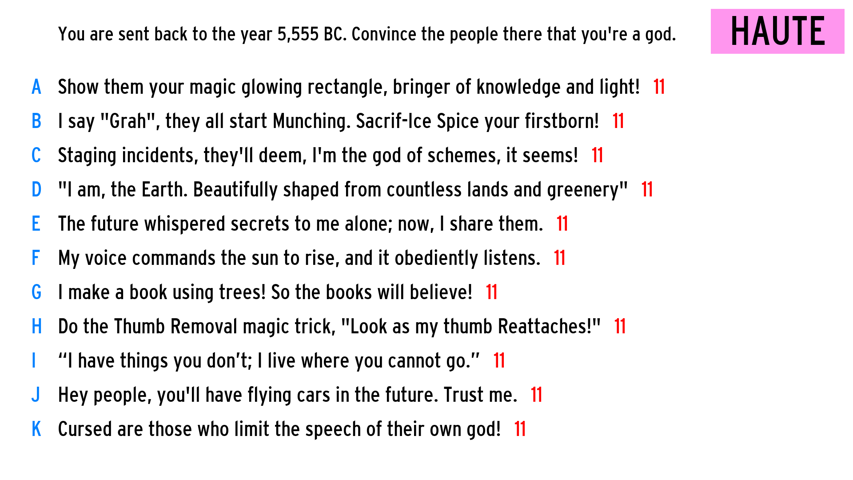 You are sent back to the year 5,555 BC. Convince the people there that you're a god.
HAUTE
A Show them your magic glowing rectangle, bringer of knowledge and light! 11
B I say "Grah", they all start Munching. Sacrif-Ice Spice your firstborn! 11
C Staging incidents, they'll deem, I'm the god of schemes, it seems! 11
D "I am, the Earth. Beautifully shaped from countless lands and greenery" 11
E The future whispered secrets to me alone; now, I share them. 11
F My voice commands the sun to rise, and it obediently listens. 11
G I make a book using trees! So the books will believe! 11
H Do the Thumb Removal magic trick, "Look as my thumb Reattaches!" 11
I “I have things you don’t; I live where you cannot go.” 11
J Hey people, you'll have flying cars in the future. Trust me. 11
K Cursed are those who limit the speech of their own god! 11